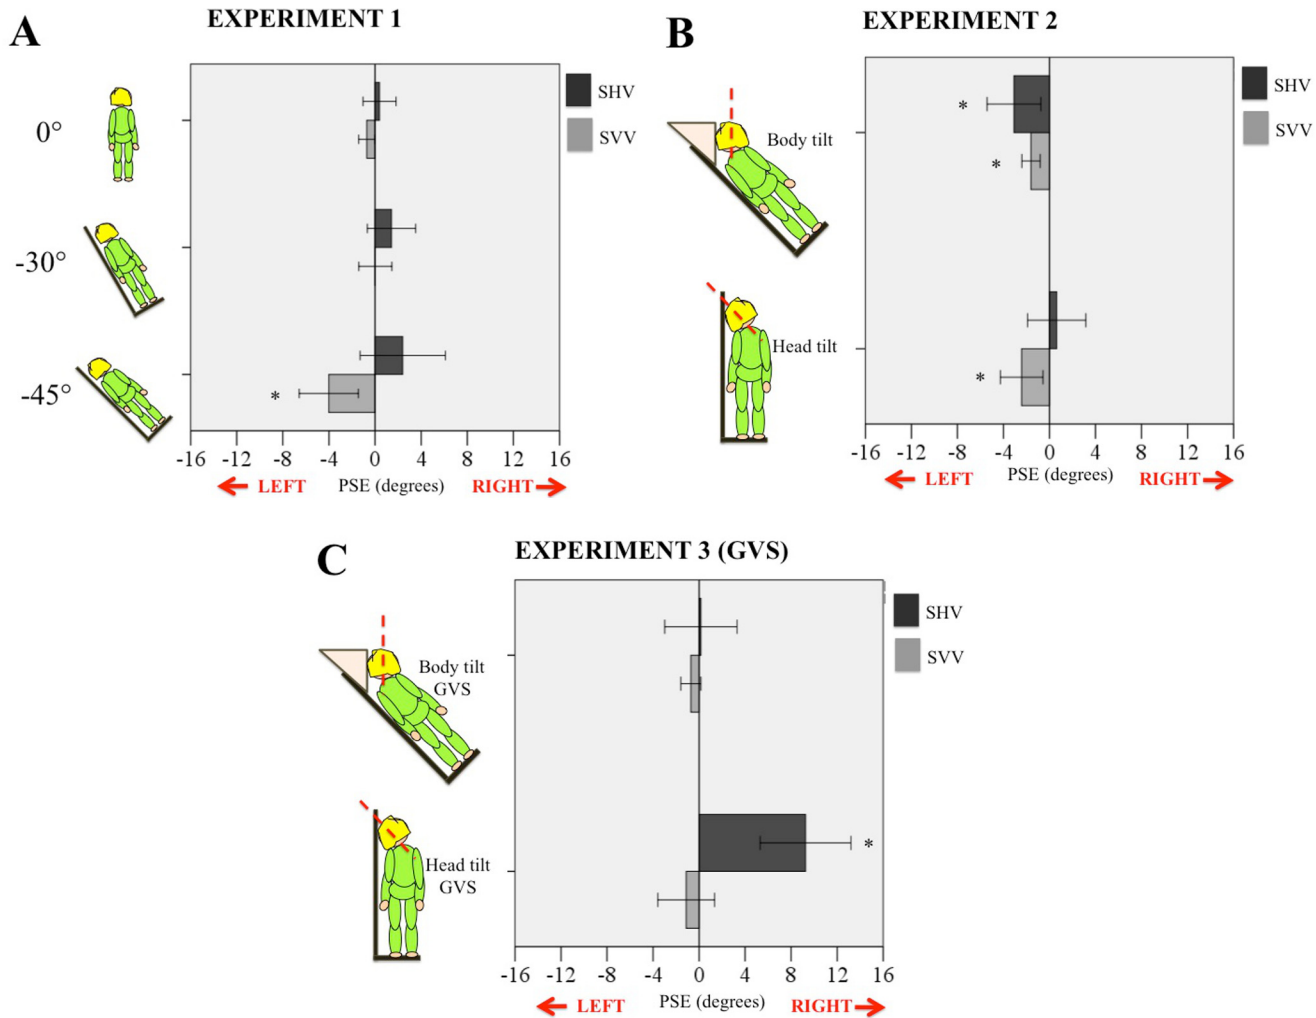 A
EXPERIMENT 1
0°
-30°
-45°
*
SHV
SVV
-16 -12 -8 -4 0 4 8 12 16
LEFT PSE (degrees) RIGHT
B
EXPERIMENT 2
Body tilt
Head tilt
*
*
*
SHV
SVV
-16 -12 -8 -4 0 4 8 12 16
LEFT PSE (degrees) RIGHT
C
EXPERIMENT 3 (GVS)
Body tilt
GVS
Head tilt
GVS
*
SHV
SVV
-16 -12 -8 -4 0 4 8 12 16
LEFT PSE (degrees) RIGHT